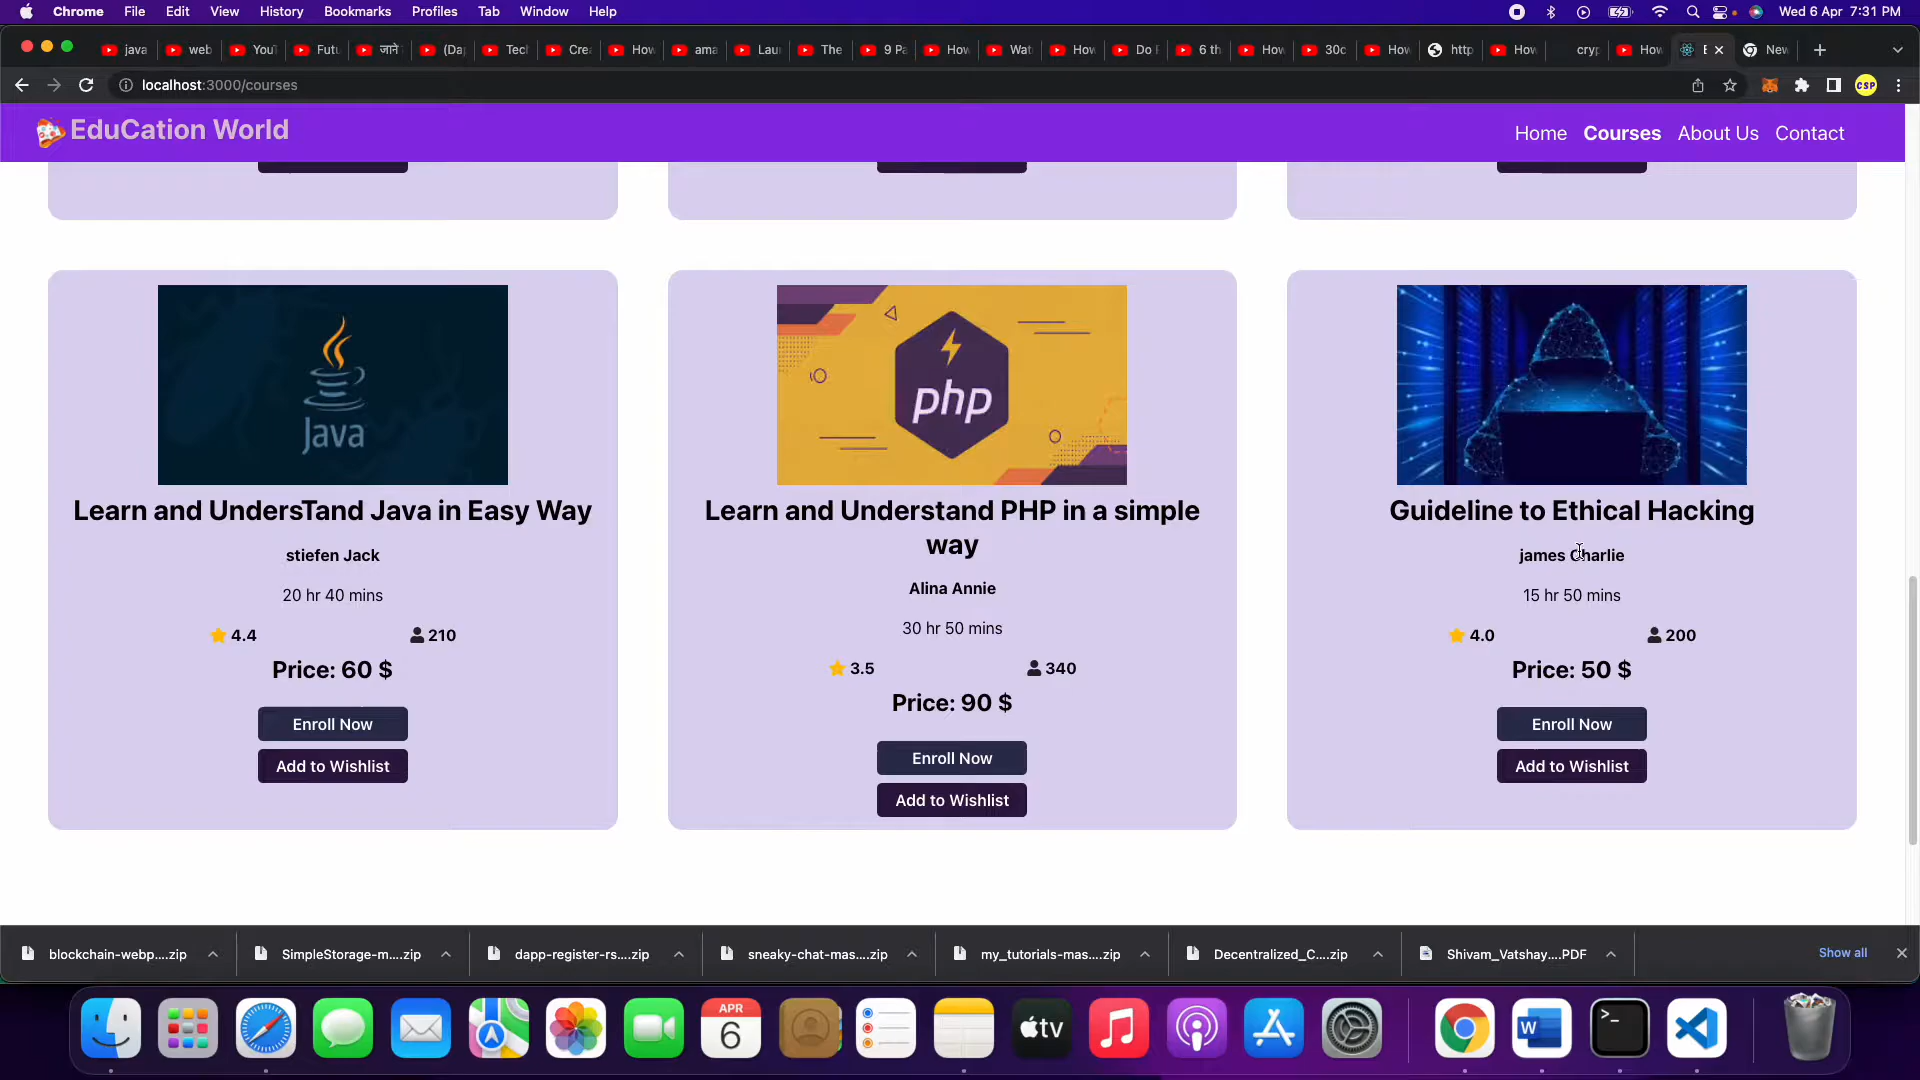 Chrome File Edit View History Bookmarks Profiles Tab Window Help Wed 6 Apr 7:31 PM
java web YouT Futu जाने (Da Tech Crea How ama Lau The 9 Pa How Wat How Do 6 th How 30c How http How cryp How E New
localhost:3000/courses CSP
EduCation World Home Courses About Us Contact
Java
php
Learn and UndersTand Java in Easy Way
stiefen Jack
20 hr 40 mins
4.4 210
Price: 60 $
Enroll Now
Add to Wishlist
Learn and Understand PHP in a simple
way
Alina Annie
30 hr 50 mins
3.5 340
Price: 90 $
Enroll Now
Add to Wishlist
Guideline to Ethical Hacking
james Charlie
15 hr 50 mins
4.0 200
Price: 50 $
Enroll Now
Add to Wishlist
blockchain-webp....zip SimpleStorage-m....zip dapp-register-rs....zip sneaky-chat-mas....zip my_tutorials-mas....zip Decentralized_C....zip Shivam_Vatshay....PDF Show all
APR
6
tv
W
>_